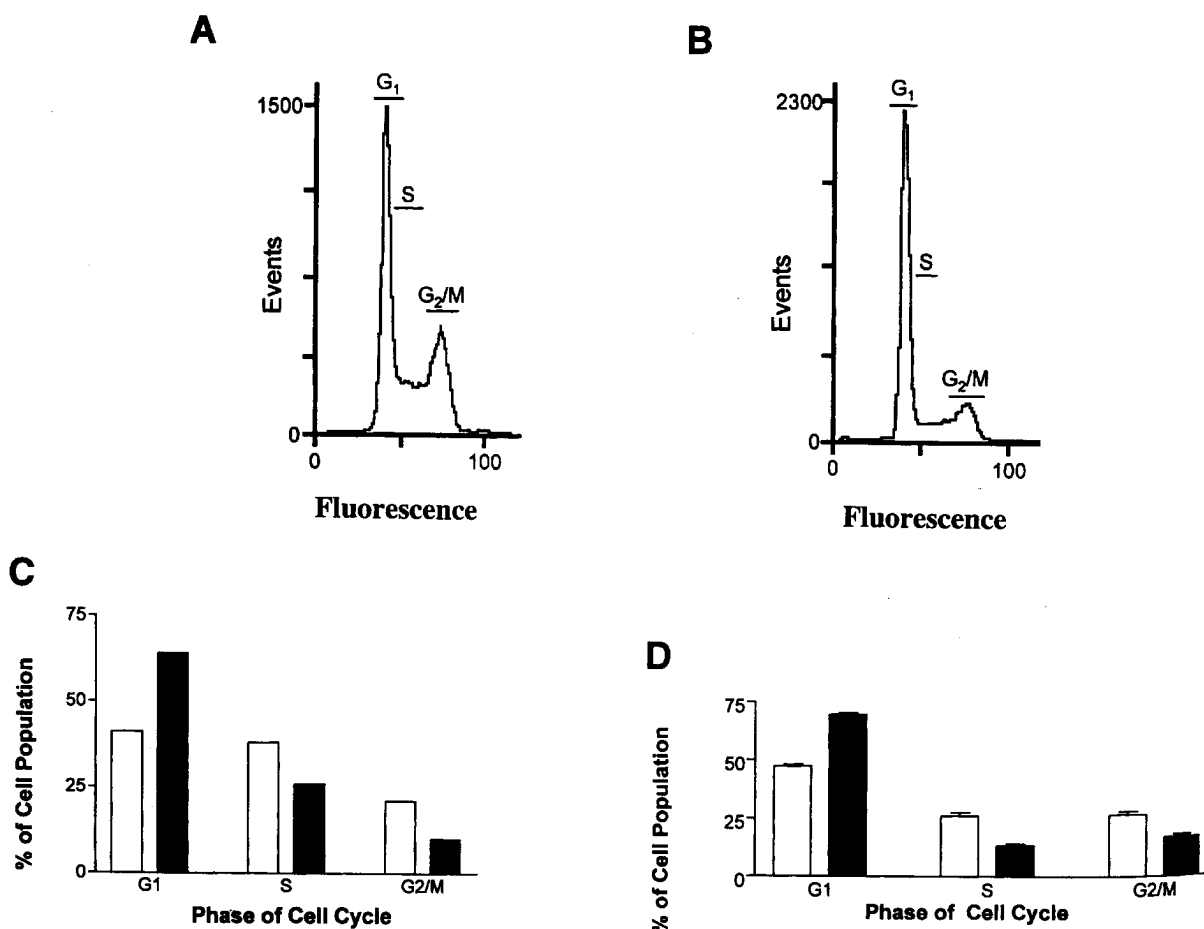 A
1500
G₁
S
G₂/M
Events
0
0
100
Fluorescence
B
2300
G₁
S
G₂/M
Events
0
0
100
Fluorescence
C
75
50
25
0
% of Cell Population
G1
S
G2/M
Phase of Cell Cycle
D
75
50
25
0
% of Cell Population
G1
S
G2/M
Phase of Cell Cycle